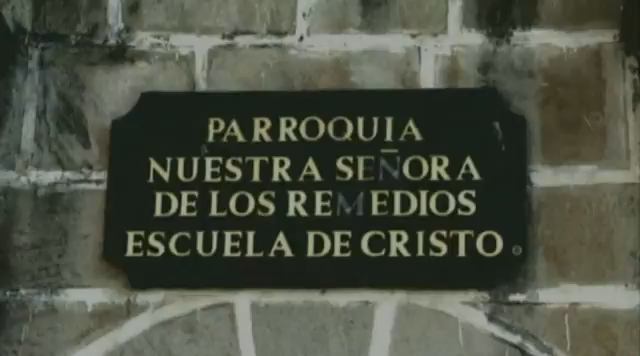 PARROQUIA
NUESTRA SEÑORA
DE LOS REMEDIOS
ESCUELA DE CRISTO.